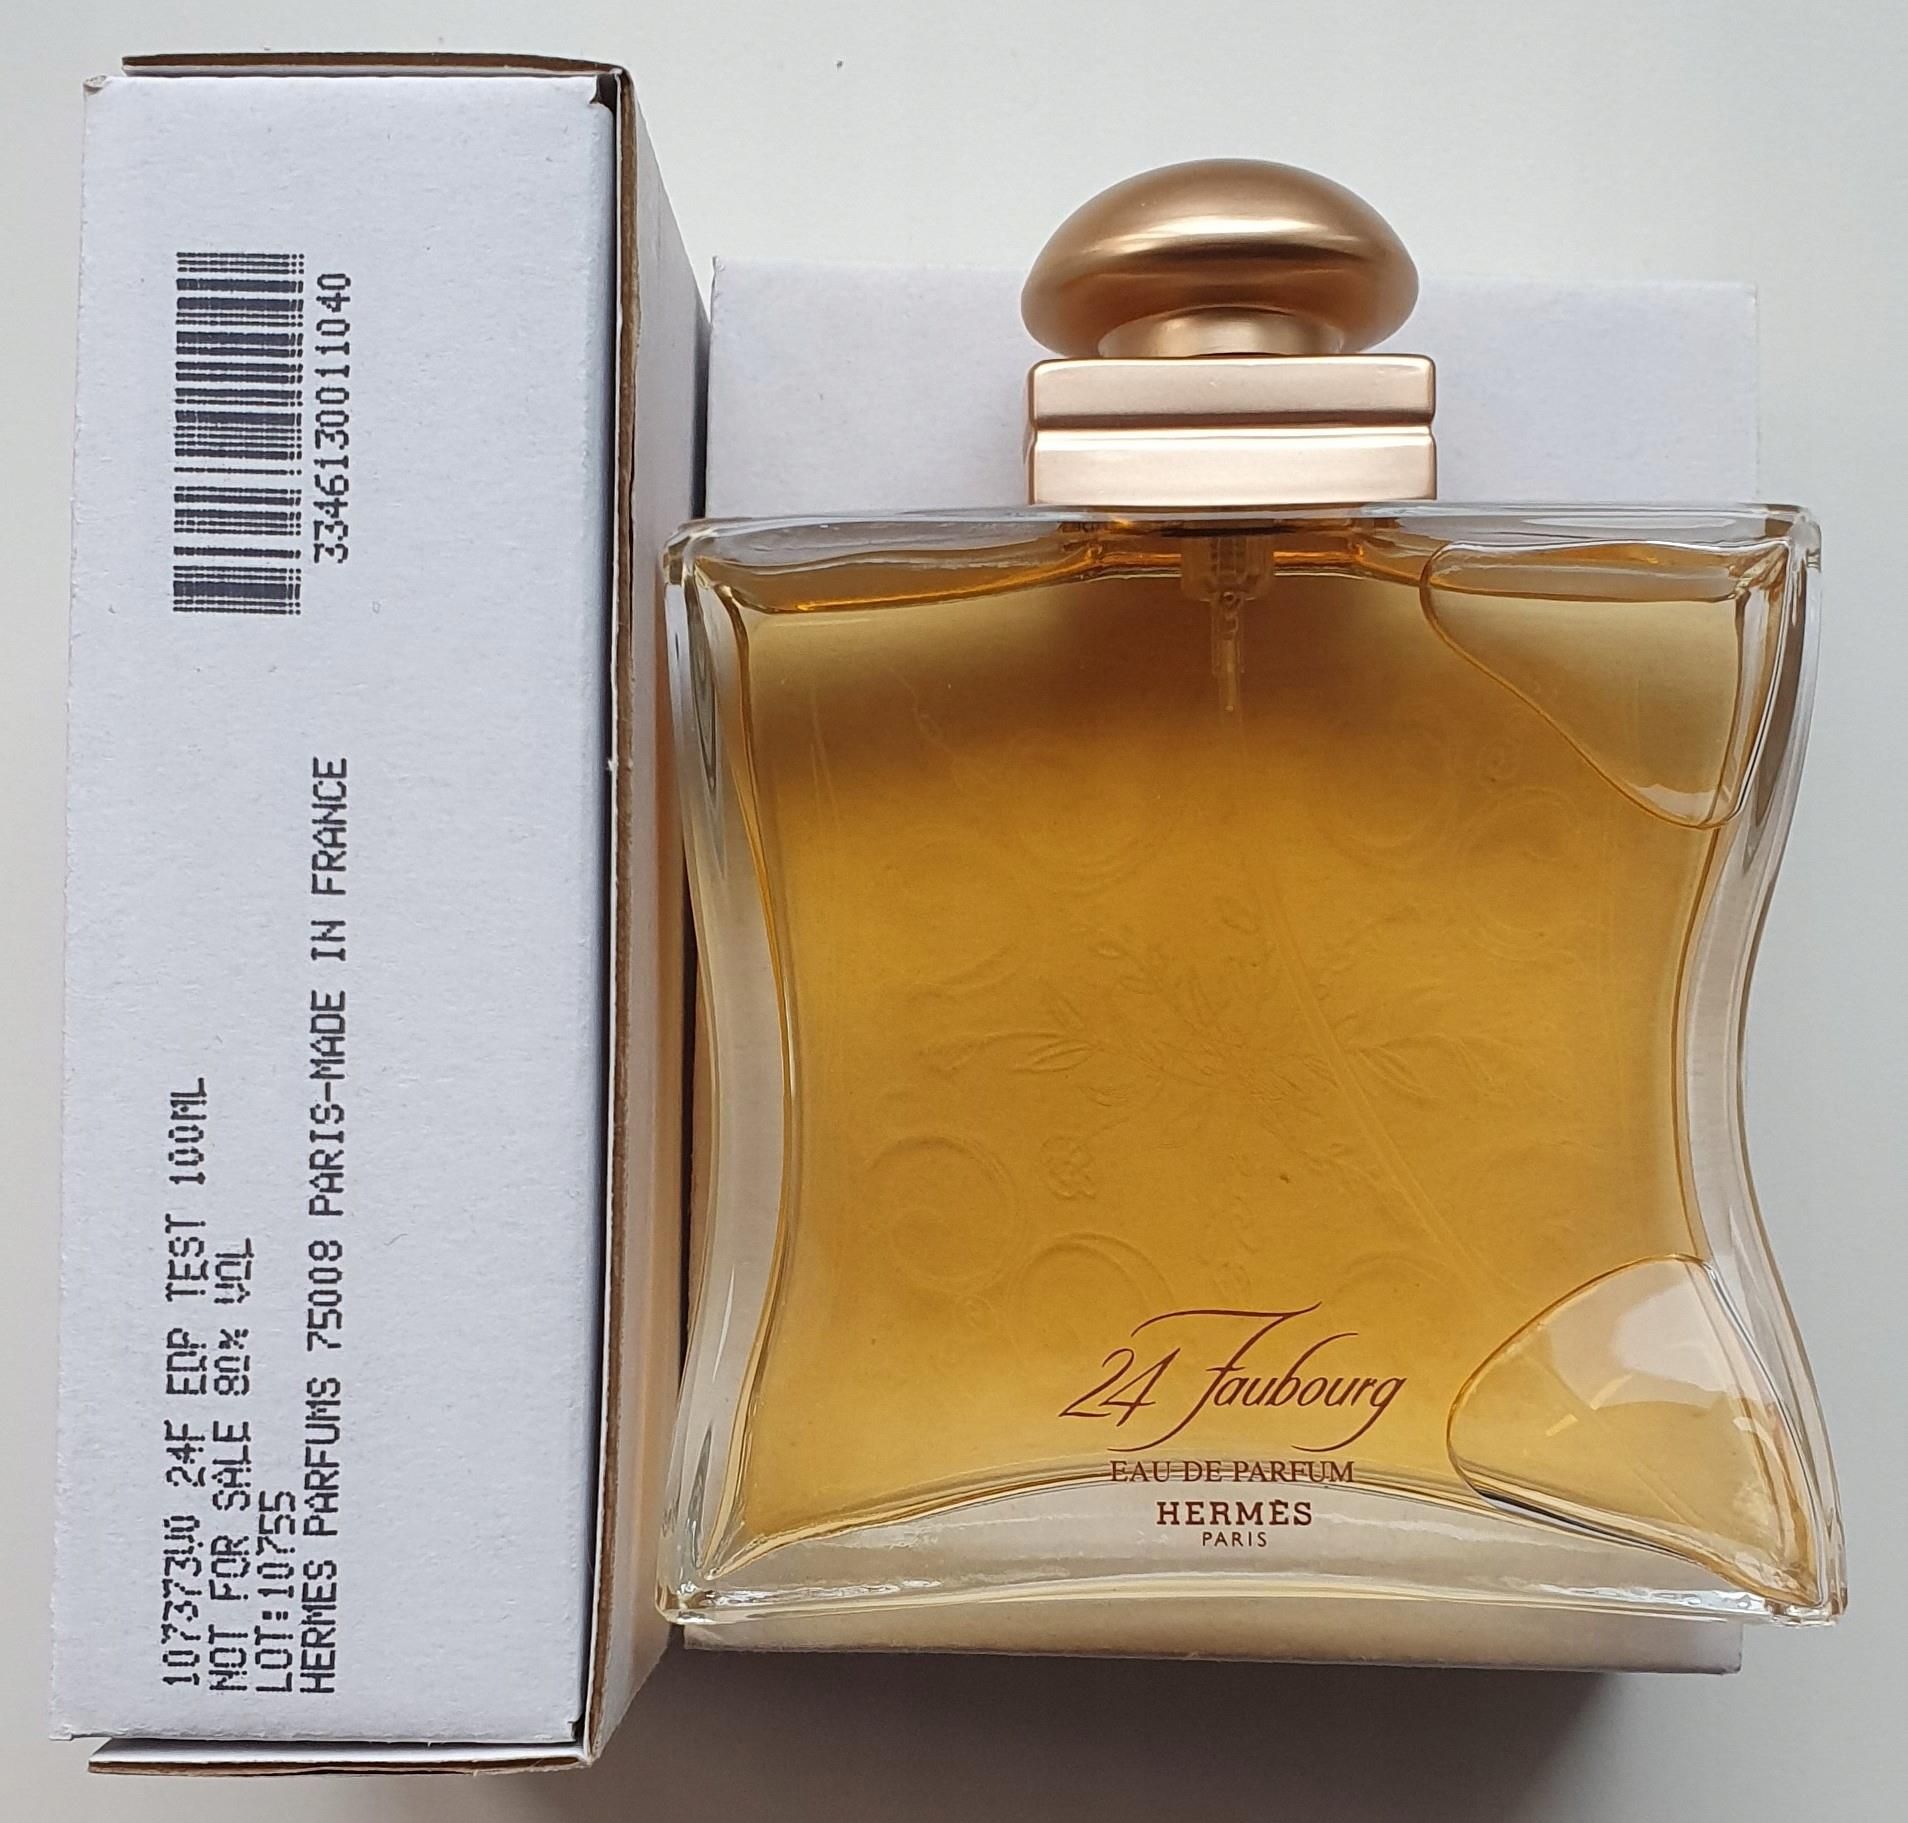 3346130011040
10737300 24F EDP TEST 100ML
NOT FOR SALE 80% VOL
LOT:10755
HERMES PARFUMS 75008 PARIS-MADE IN FRANCE
24 Faubourg
EAU DE PARFUM
HERMÈS
PARIS